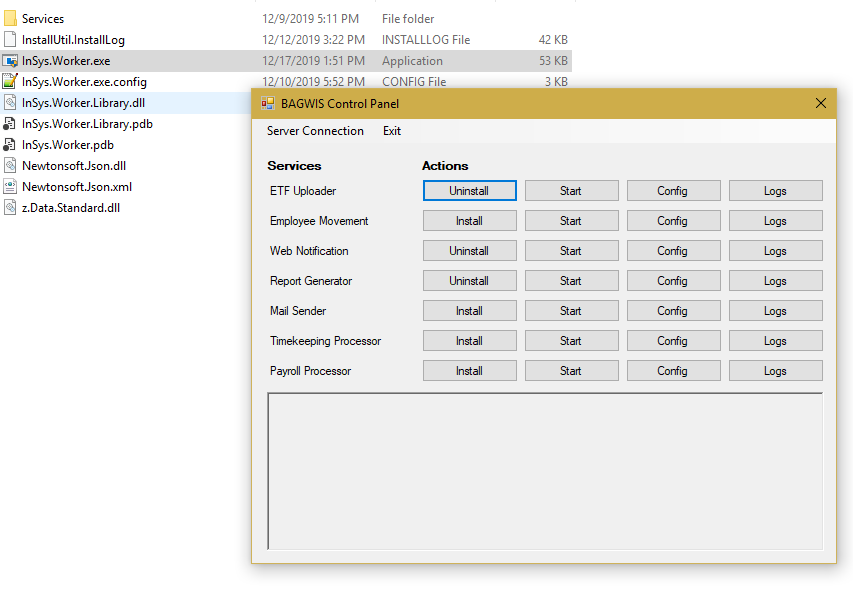 Services 12/9/2019 5:11 PM File folder
InstallUtil.InstallLog 12/12/2019 3:22 PM INSTALLLOG File 42 KB
InSys.Worker.exe 12/17/2019 1:51 PM Application 53 KB
InSys.Worker.exe.config 12/10/2019 5:52 PM CONFIG File 3 KB
InSys.Worker.Library.dll
InSys.Worker.Library.pdb
InSys.Worker.pdb
Newtonsoft.Json.dll
Newtonsoft.Json.xml
z.Data.Standard.dll
BAGWIS Control Panel
Server Connection Exit
Services Actions
ETF Uploader Uninstall Start Config Logs
Employee Movement Install Start Config Logs
Web Notification Uninstall Start Config Logs
Report Generator Uninstall Start Config Logs
Mail Sender Install Start Config Logs
Timekeeping Processor Install Start Config Logs
Payroll Processor Install Start Config Logs